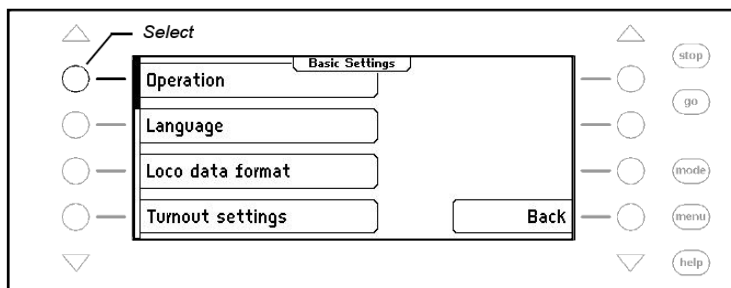 Select
Basic Settings
Operation
Language
Loco data format
Turnout settings
Back
stop
go
mode
menu
help